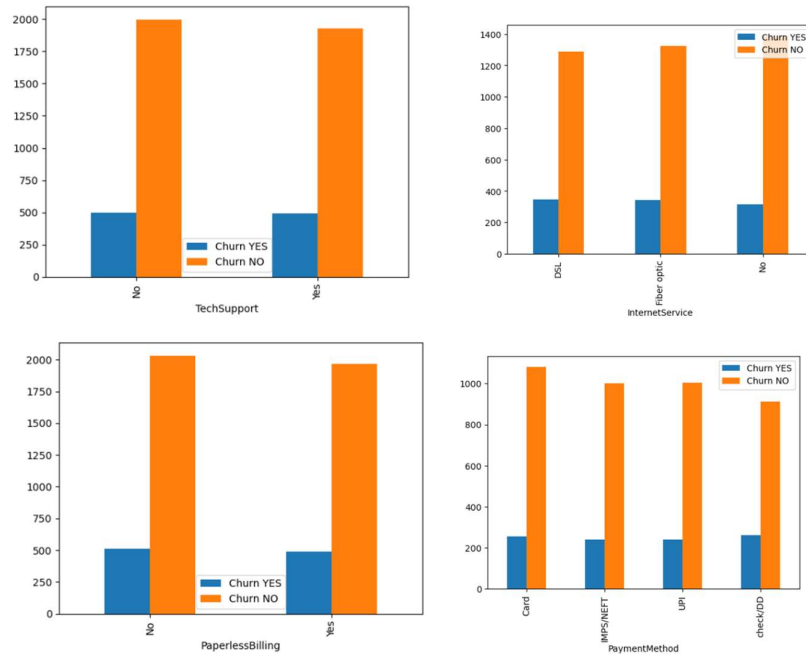 2000
1750
1500
1250
1000
750
500
250
0
Churn YES
Churn NO
No
Yes
TechSupport
1400
1200
1000
800
600
400
200
0
Churn YES
Churn NO
DSL
Fiber optic
No
InternetService
2000
1750
1500
1250
1000
750
500
250
0
Churn YES
Churn NO
No
Yes
PaperlessBilling
1000
800
600
400
200
0
Churn YES
Churn NO
Card
IMPS/NEFT
UPI
check/DD
PaymentMethod